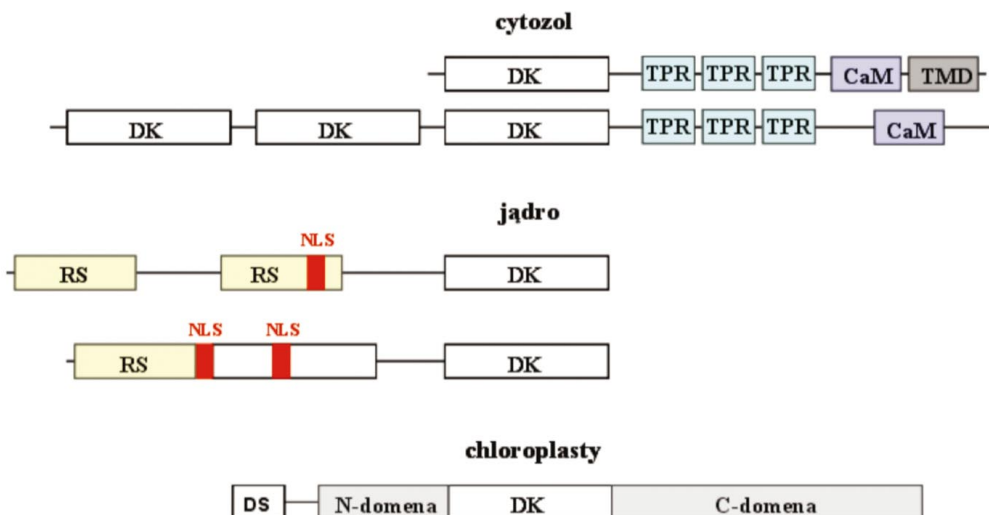 cytozol
DK TPR TPR TPR CaM TMD
DK DK DK TPR TPR TPR CaM
jądro
NLS
RS RS DK
NLS NLS
RS DK
chloroplasty
DS N-domena DK C-domena